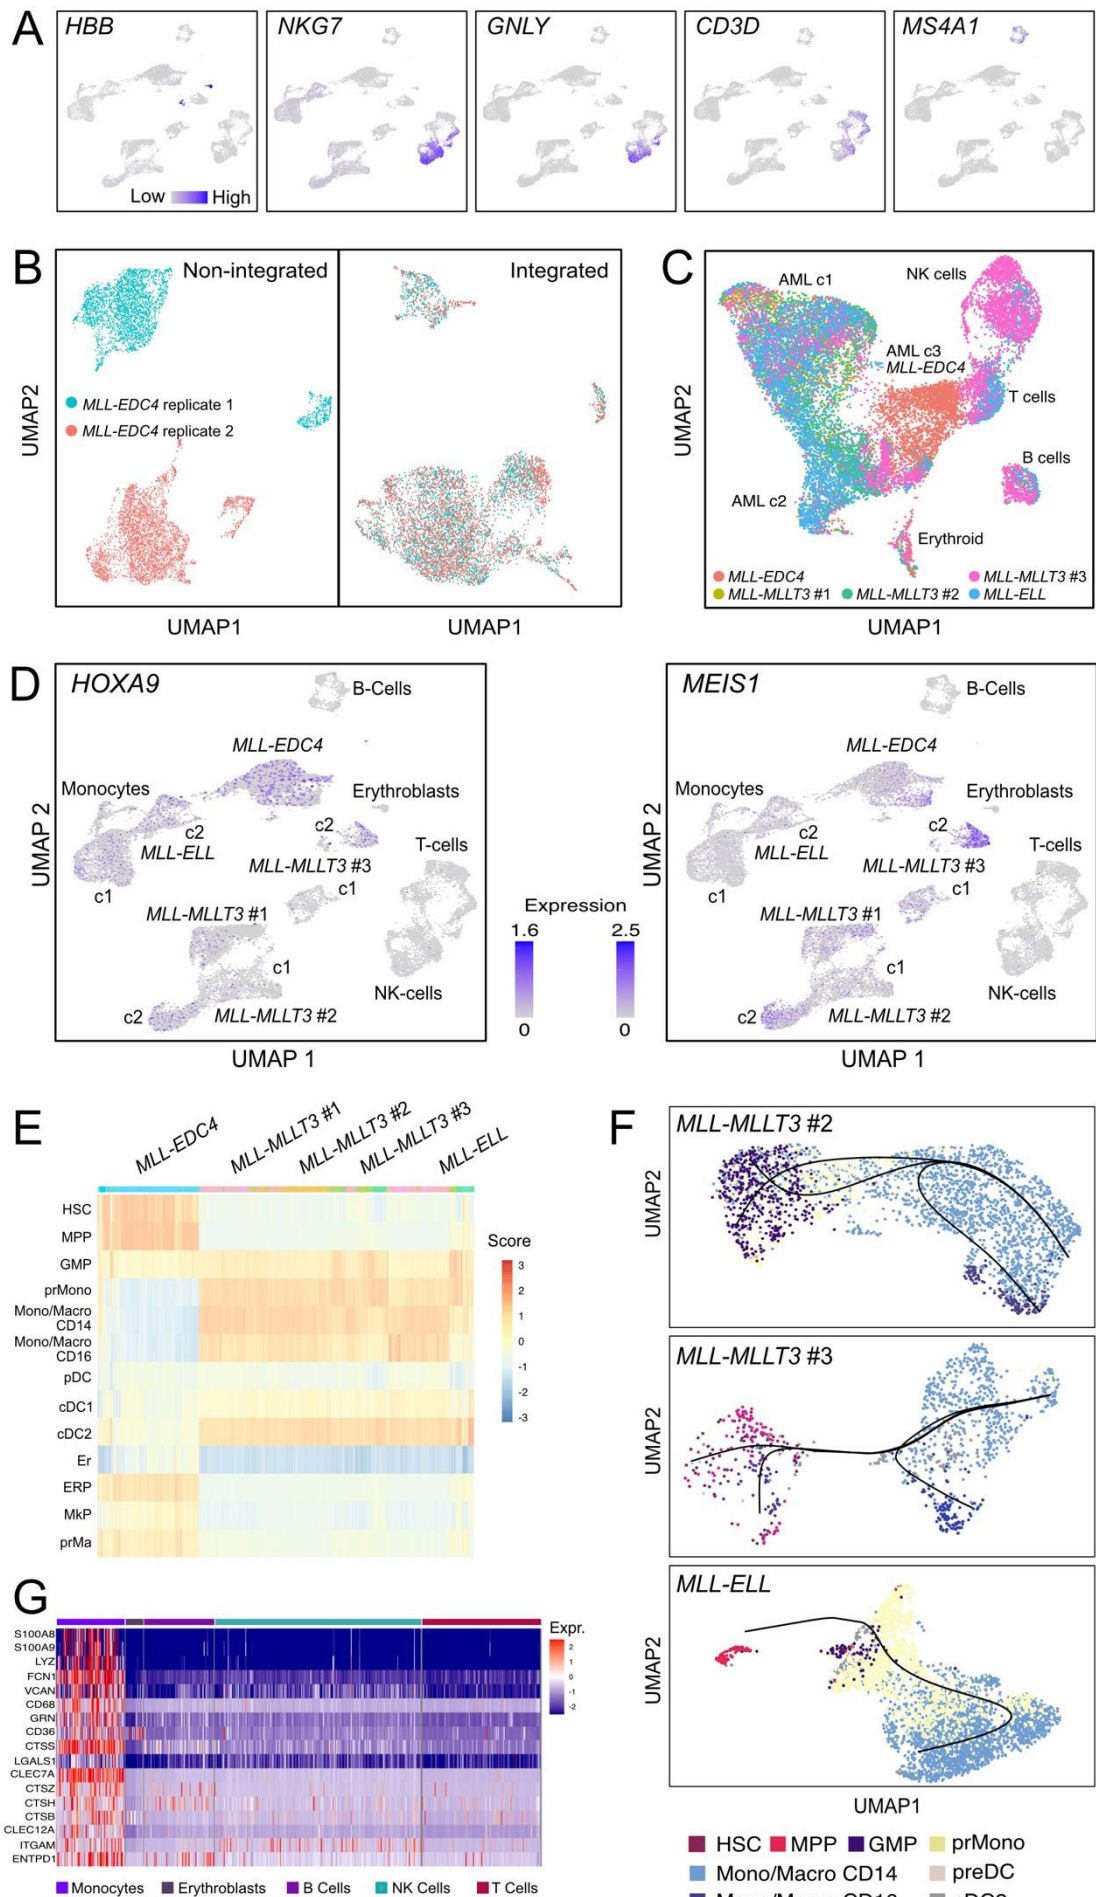 A
HBB
NKG7
GNLY
CD3D
MS4A1
Low High
B
Non-integrated
Integrated
MLL-EDC4 replicate 1
MLL-EDC4 replicate 2
UMAP2
UMAP1
UMAP1
C
AML c1
NK cells
AML c3
MLL-EDC4
T cells
B cells
AML c2
Erythroid
MLL-EDC4
MLL-MLLT3 #3
MLL-MLLT3 #1
MLL-MLLT3 #2
MLL-ELL
UMAP2
UMAP1
D
HOXA9
B-Cells
MLL-EDC4
Monocytes
Erythroblasts
c2
c2
MLL-ELL
T-cells
MLL-MLLT3 #3
c1
c1
MLL-MLLT3 #1
c1
NK-cells
c2
MLL-MLLT3 #2
UMAP 2
UMAP 1
Expression
1.6
2.5
0
0
MEIS1
B-Cells
MLL-EDC4
Monocytes
Erythroblasts
c2
c2
MLL-ELL
T-cells
MLL-MLLT3 #3
c1
c1
MLL-MLLT3 #1
c1
NK-cells
c2
MLL-MLLT3 #2
UMAP 2
UMAP 1
E
MLL-EDC4
MLL-MLLT3 #1
MLL-MLLT3 #2
MLL-MLLT3 #3
MLL-ELL
HSC
MPP
GMP
prMono
Mono/Macro
CD14
Mono/Macro
CD16
pDC
cDC1
cDC2
Er
ERP
MkP
prMa
Score
3
2
1
0
-1
-2
-3
F
MLL-MLLT3 #2
UMAP2
MLL-MLLT3 #3
UMAP2
MLL-ELL
UMAP2
UMAP1
HSC
MPP
GMP
prMono
Mono/Macro CD14
preDC
G
S100A8
S100A9
LYZ
FCN1
VCAN
CD68
GRN
CD36
CTSS
LGALS1
CLEC7A
CTSZ
CTSH
CTSB
CLEC12A
ITGAM
ENTPD1
Expr.
2
1
0
-1
-2
Monocytes
Erythroblasts
B Cells
NK Cells
T Cells